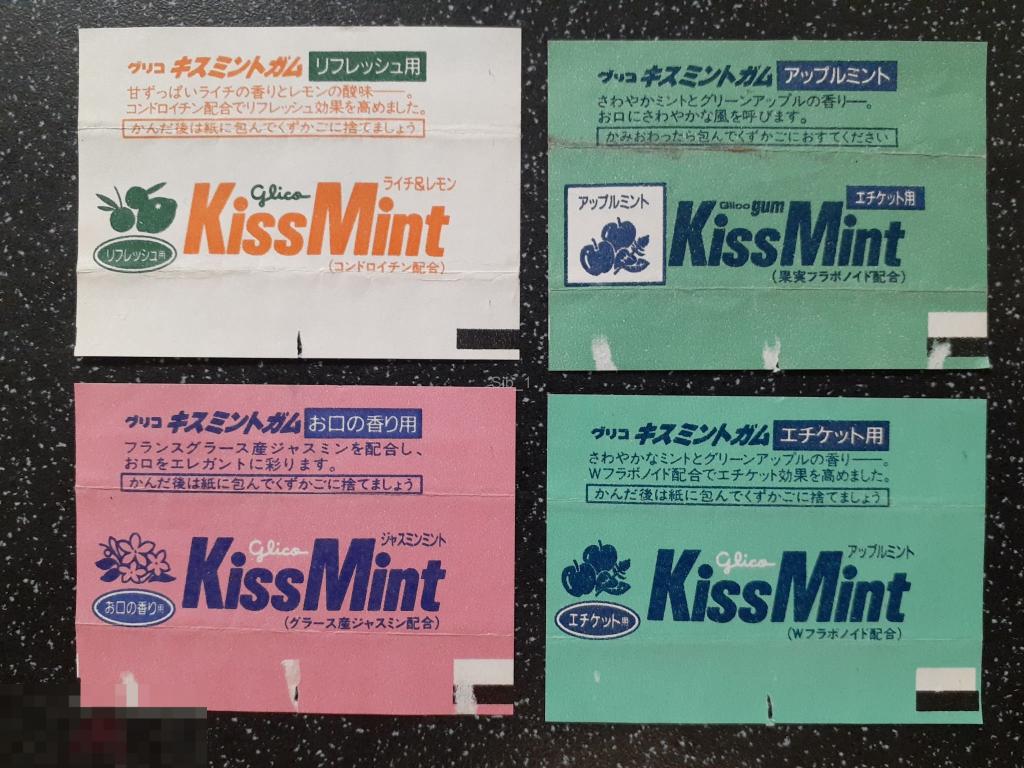 グリコ キスミントガム リフレッシュ用
甘ずっぱいライチの香りとレモンの酸味――。
コンドロイチン配合でリフレッシュ効果を高めました。
かんだ後は紙に包んでくずかごに捨てましょう
ライチ&レモン
Glico
KissMint
リフレッシュ用
(コンドロイチン配合)
グリコ キスミントガム アップルミント
さわやかミントとグリーンアップルの香り―。
お口にさわやかな風を呼びます。
かみおわったら包んでくずかごにおすてください
アップルミント
Glico gum
エチケット用
KissMint
(果実フラボノイド配合)
Sib_1
グリコ キスミントガム お口の香り用
フランスグラース産ジャスミンを配合し、
お口をエレガントに彩ります。
かんだ後は紙に包んでくずかごに捨てましょう
ジャスミンミント
Glico
KissMint
お口の香り用
(グラース産ジャスミン配合)
グリコ キスミントガム エチケット用
さわやかなミントとグリーンアップルの香り――。
Wフラボノイド配合でエチケット効果を高めました。
かんだ後は紙に包んでくずかごに捨てましょう
アップルミント
Glico
KissMint
エチケット用
(Wフラボノイド配合)